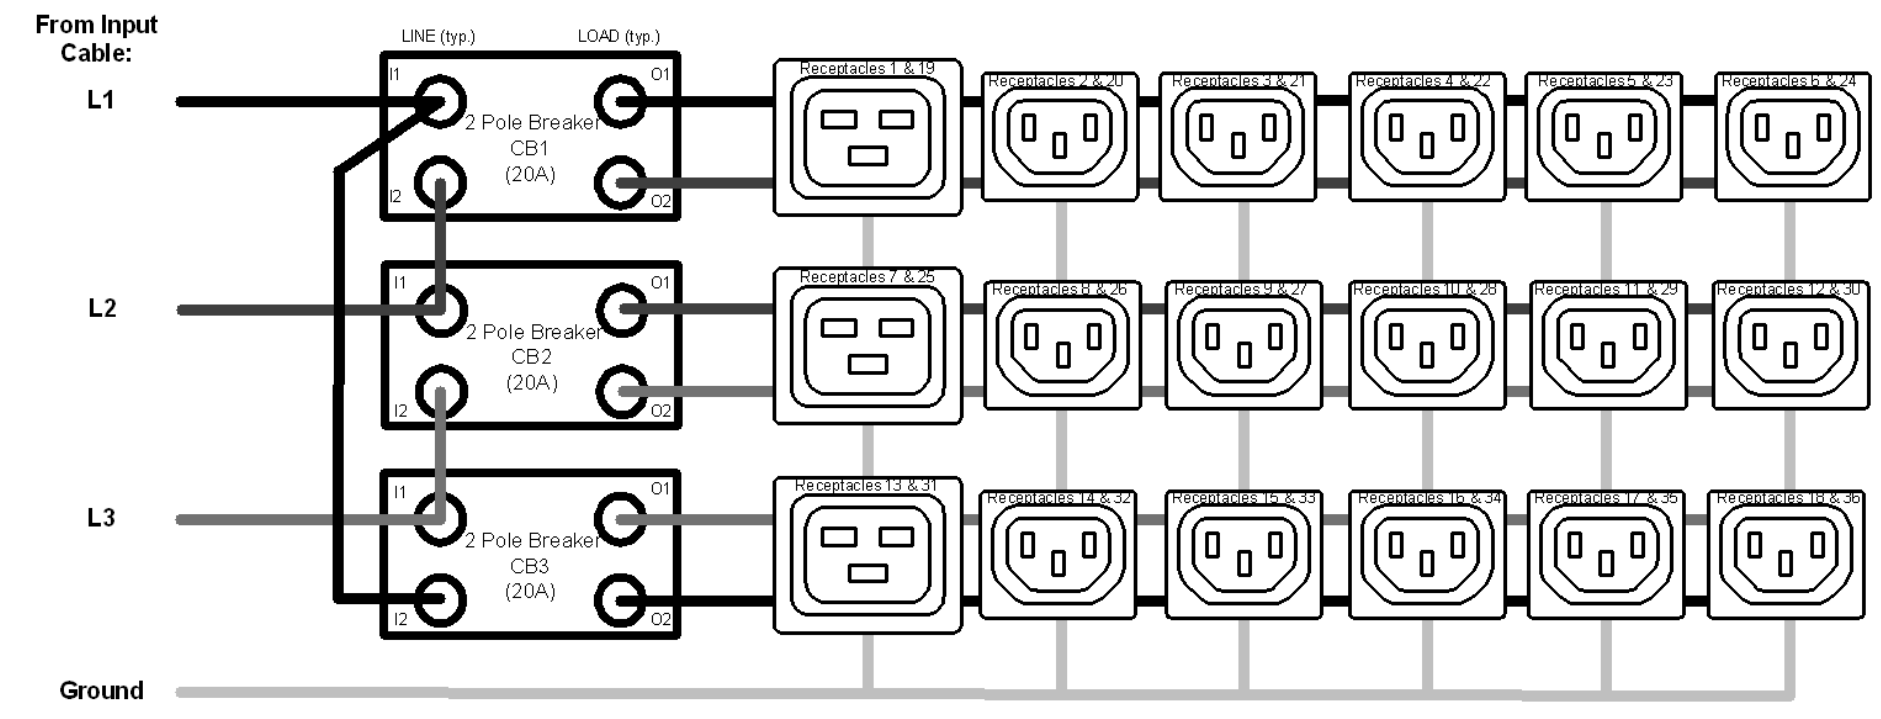 From Input
Cable:
LINE (typ.)
LOAD (typ.)
L1
I1
O1
2 Pole Breaker
CB1
(20A)
I2
O2
Receptacles 1 & 19
Receptacles 2 & 20
Receptacles 3 & 21
Receptacles 4 & 22
Receptacles 5 & 23
Receptacles 6 & 24
L2
I1
O1
2 Pole Breaker
CB2
(20A)
I2
O2
Receptacles 7 & 25
Receptacles 8 & 26
Receptacles 9 & 27
Receptacles 10 & 28
Receptacles 11 & 29
Receptacles 12 & 30
L3
I1
O1
2 Pole Breaker
CB3
(20A)
I2
O2
Receptacles 13 & 31
Receptacles 14 & 32
Receptacles 15 & 33
Receptacles 16 & 34
Receptacles 17 & 35
Receptacles 18 & 36
Ground